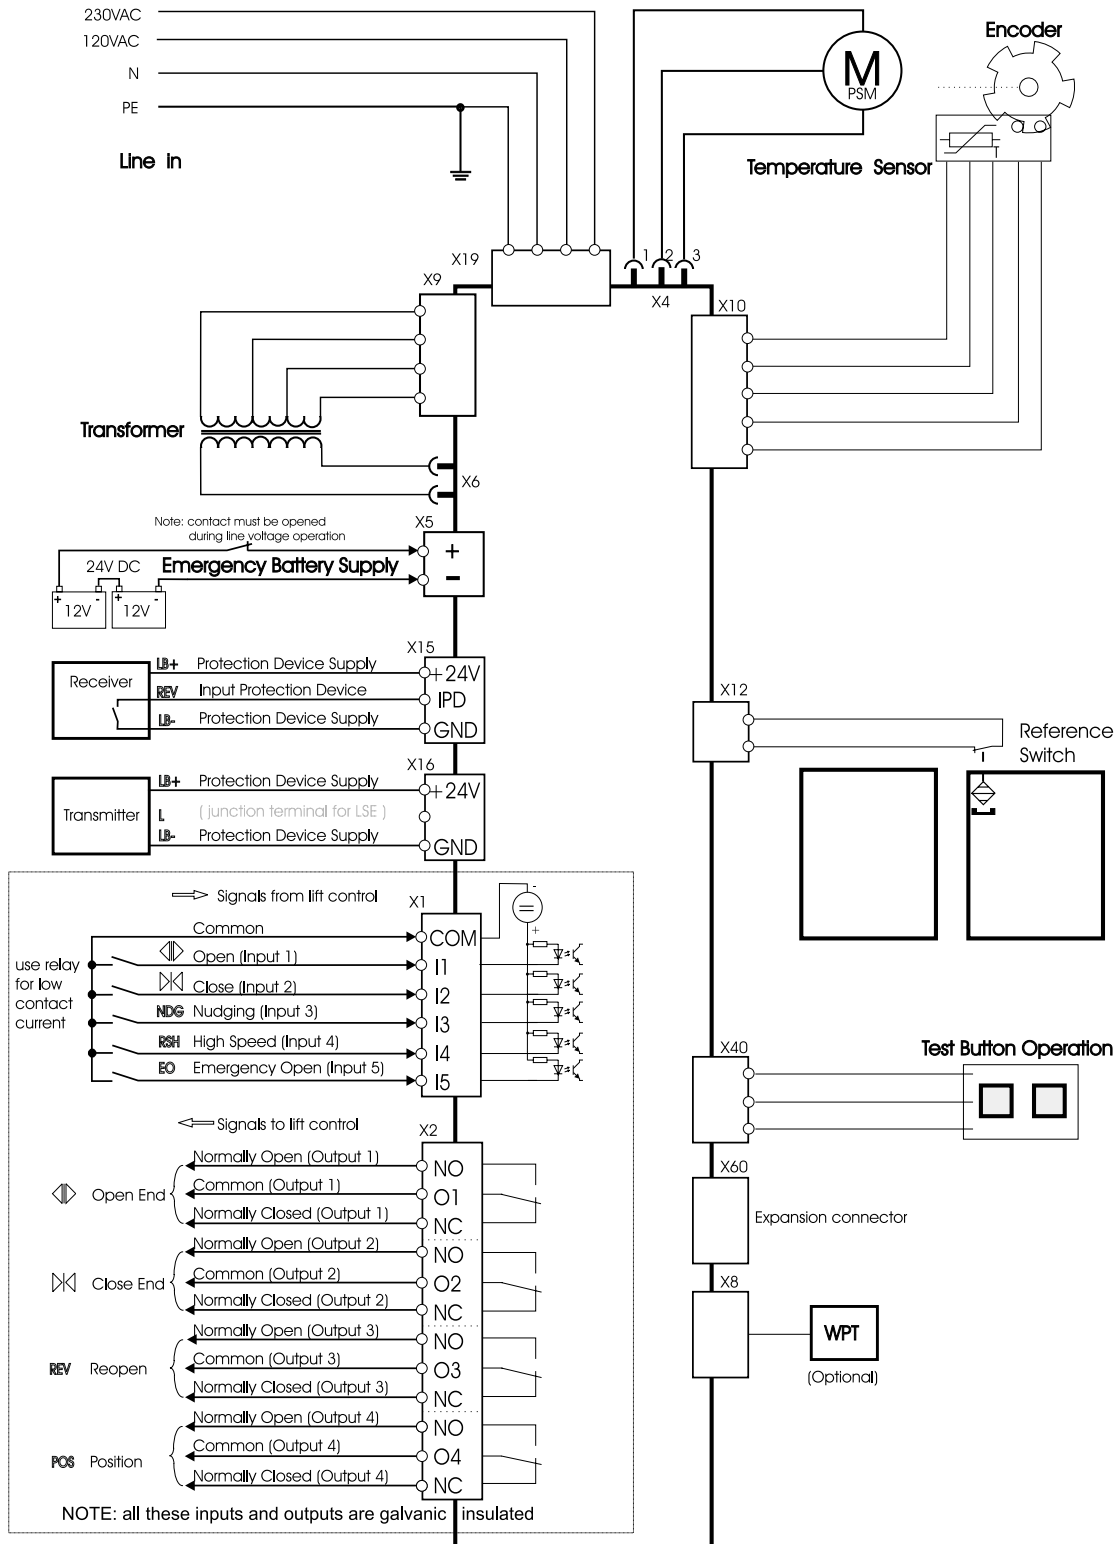 230VAC
120VAC
N
PE
Line in
M
PSM
Encoder
Temperature Sensor
T
X19
1 2 3
X4
X9
X10
Transformer
X6
Note: contact must be opened
during line voltage operation
X5
+
-
24V DC
Emergency Battery Supply
+ -
12V
+ -
12V
X15
Receiver
LB+ Protection Device Supply
+24V
REV Input Protection Device
IPD
LB- Protection Device Supply
GND
X12
Reference
Switch
X16
Transmitter
LB+ Protection Device Supply
+24V
L ( junction terminal for LSE )
LB- Protection Device Supply
GND
Signals from lift control
X1
-
=
+
use relay
for low
contact
current
Common
COM
Open (Input 1)
I1
Close (Input 2)
I2
NDG Nudging (Input 3)
I3
RSH High Speed (Input 4)
I4
EO Emergency Open (Input 5)
I5
X40
Test Button Operation
Signals to lift control
X2
Open End
Normally Open (Output 1)
NO
Common (Output 1)
O1
Normally Closed (Output 1)
NC
X60
Expansion connector
Close End
Normally Open (Output 2)
NO
Common (Output 2)
O2
Normally Closed (Output 2)
NC
X8
WPT
(Optional)
REV Reopen
Normally Open (Output 3)
NO
Common (Output 3)
O3
Normally Closed (Output 3)
NC
POS Position
Normally Open (Output 4)
NO
Common (Output 4)
O4
Normally Closed (Output 4)
NC
NOTE: all these inputs and outputs are galvanic insulated